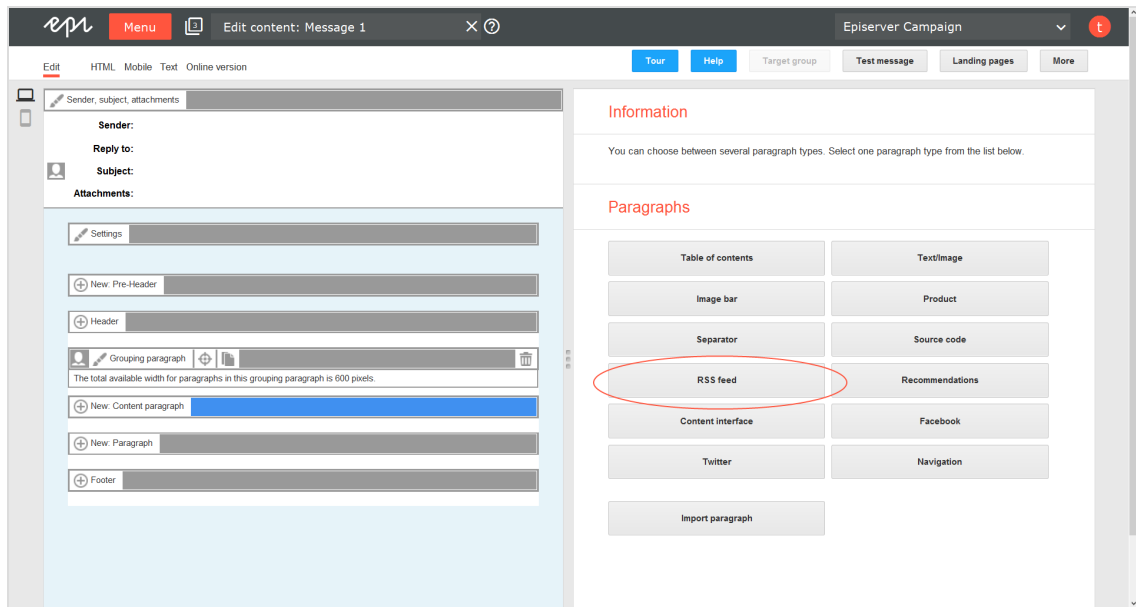 epi Menu 3 Edit content: Message 1 Episerver Campaign t
Edit HTML Mobile Text Online version Tour Help Target group Test message Landing pages More
Sender, subject, attachments
Sender:
Reply to:
Subject:
Attachments:
Settings
New: Pre-Header
Header
Grouping paragraph
The total available width for paragraphs in this grouping paragraph is 600 pixels.
New: Content paragraph
New: Paragraph
Footer
Information
You can choose between several paragraph types. Select one paragraph type from the list below.
Paragraphs
Table of contents Text/Image
Image bar Product
Separator Source code
RSS feed Recommendations
Content interface Facebook
Twitter Navigation
Import paragraph